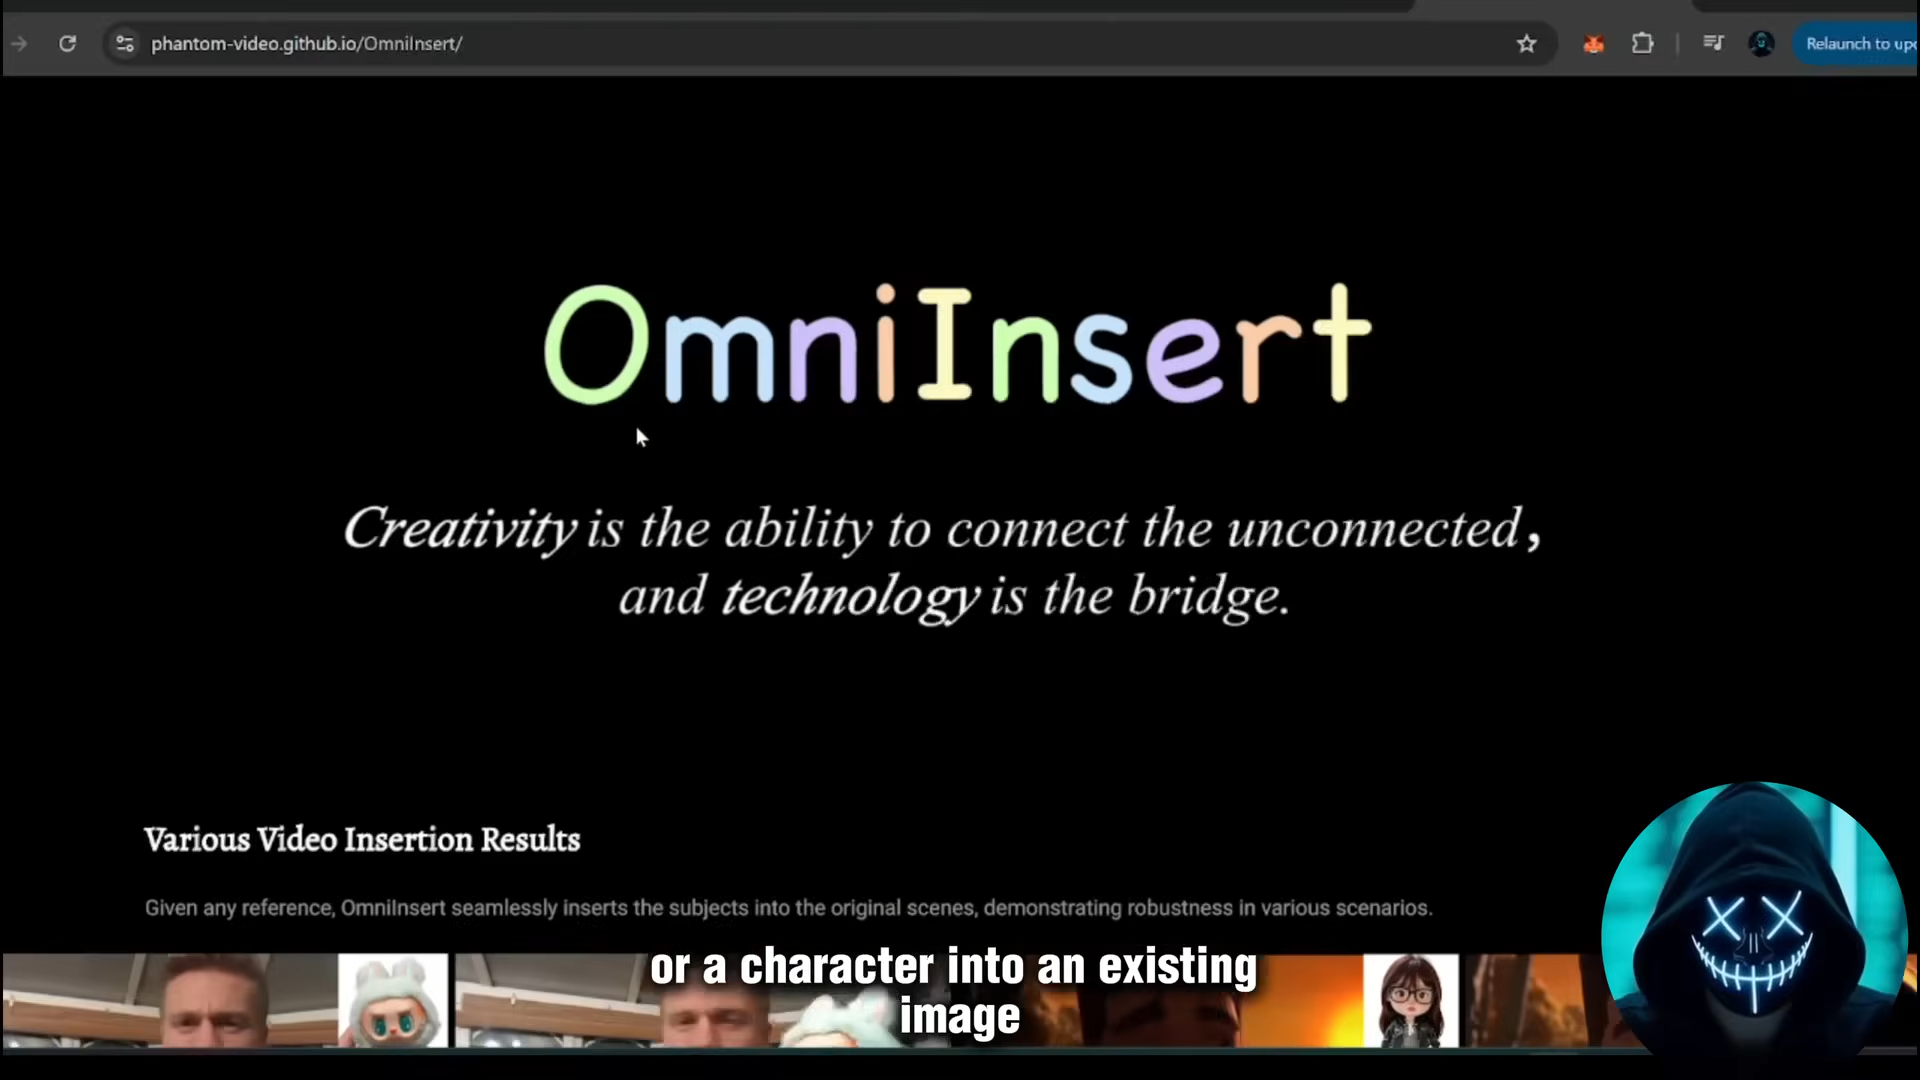 phantom-video.github.io/OmniInsert/
Relaunch to up
OmniInsert
Creativity is the ability to connect the unconnected,
and technology is the bridge.
Various Video Insertion Results
Given any reference, OmniInsert seamlessly inserts the subjects into the original scenes, demonstrating robustness in various scenarios.
or a character into an existing
image